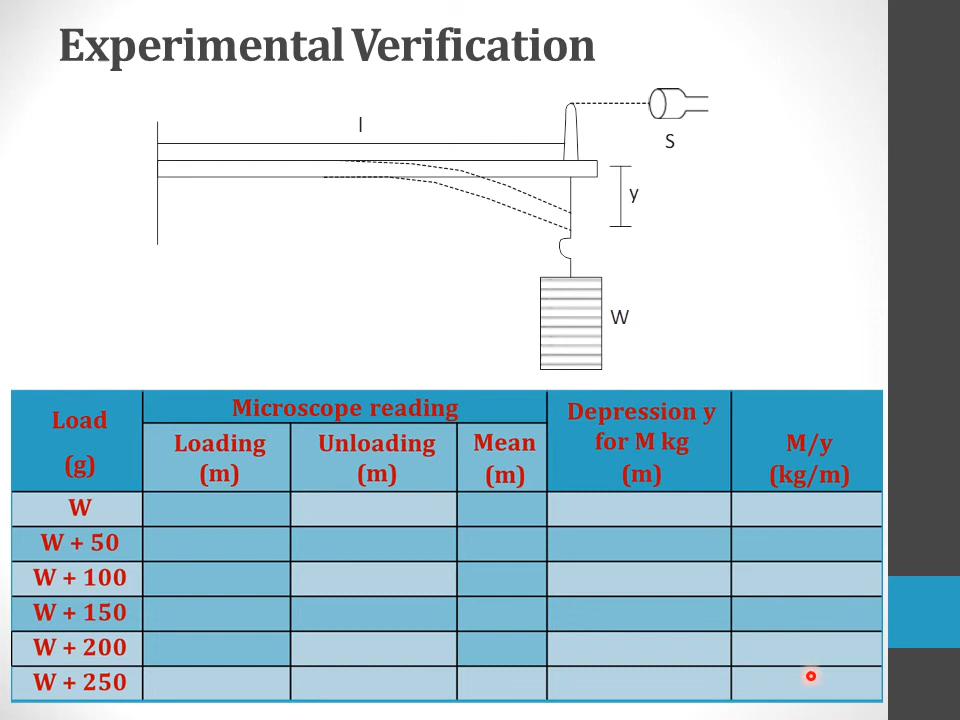 Experimental Verification
l
S
y
W
Load
(g)
Microscope reading
Loading
(m)
Unloading
(m)
Mean
(m)
Depression y
for M kg
(m)
M/y
(kg/m)
W
W + 50
W + 100
W + 150
W + 200
W + 250